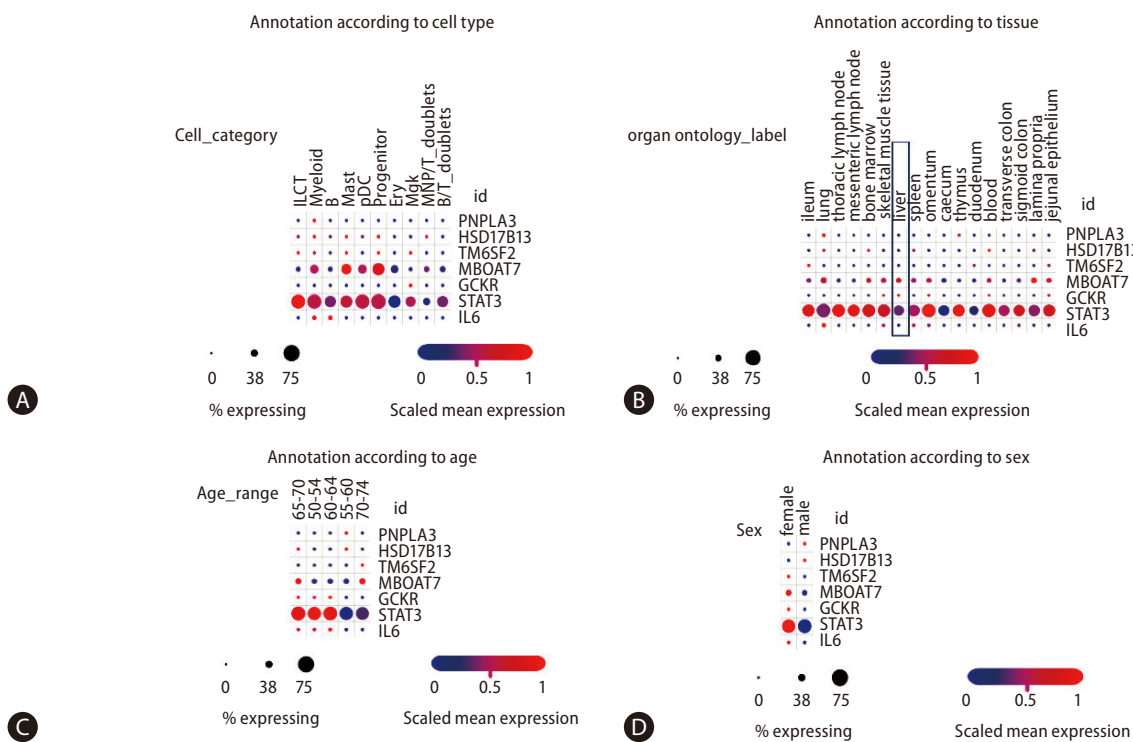 Annotation according to cell type
Cell_category
ILCT
Myeloid
B
Mast
pDC
Progenitor
Ery
Mgk
MNP/T_doublets
B/T_doublets
id
PNPLA3
HSD17B13
TM6SF2
MBOAT7
GCKR
STAT3
IL6
0 38 75
% expressing
0 0.5 1
Scaled mean expression
A
Annotation according to tissue
organ ontology_label
ileum
lung
thoracic lymph node
mesenteric lymph node
bone marrow
skeletal muscle tissue
liver
spleen
omentum
caecum
thymus
duodenum
blood
transverse colon
sigmoid colon
lamina propria
jejunal epithelium
id
PNPLA3
HSD17B13
TM6SF2
MBOAT7
GCKR
STAT3
IL6
0 38 75
% expressing
0 0.5 1
Scaled mean expression
B
Annotation according to age
Age_range
65-70
50-54
60-64
55-60
70-74
id
PNPLA3
HSD17B13
TM6SF2
MBOAT7
GCKR
STAT3
IL6
0 38 75
% expressing
0 0.5 1
Scaled mean expression
C
Annotation according to sex
Sex
female
male
id
PNPLA3
HSD17B13
TM6SF2
MBOAT7
GCKR
STAT3
IL6
0 38 75
% expressing
0 0.5 1
Scaled mean expression
D